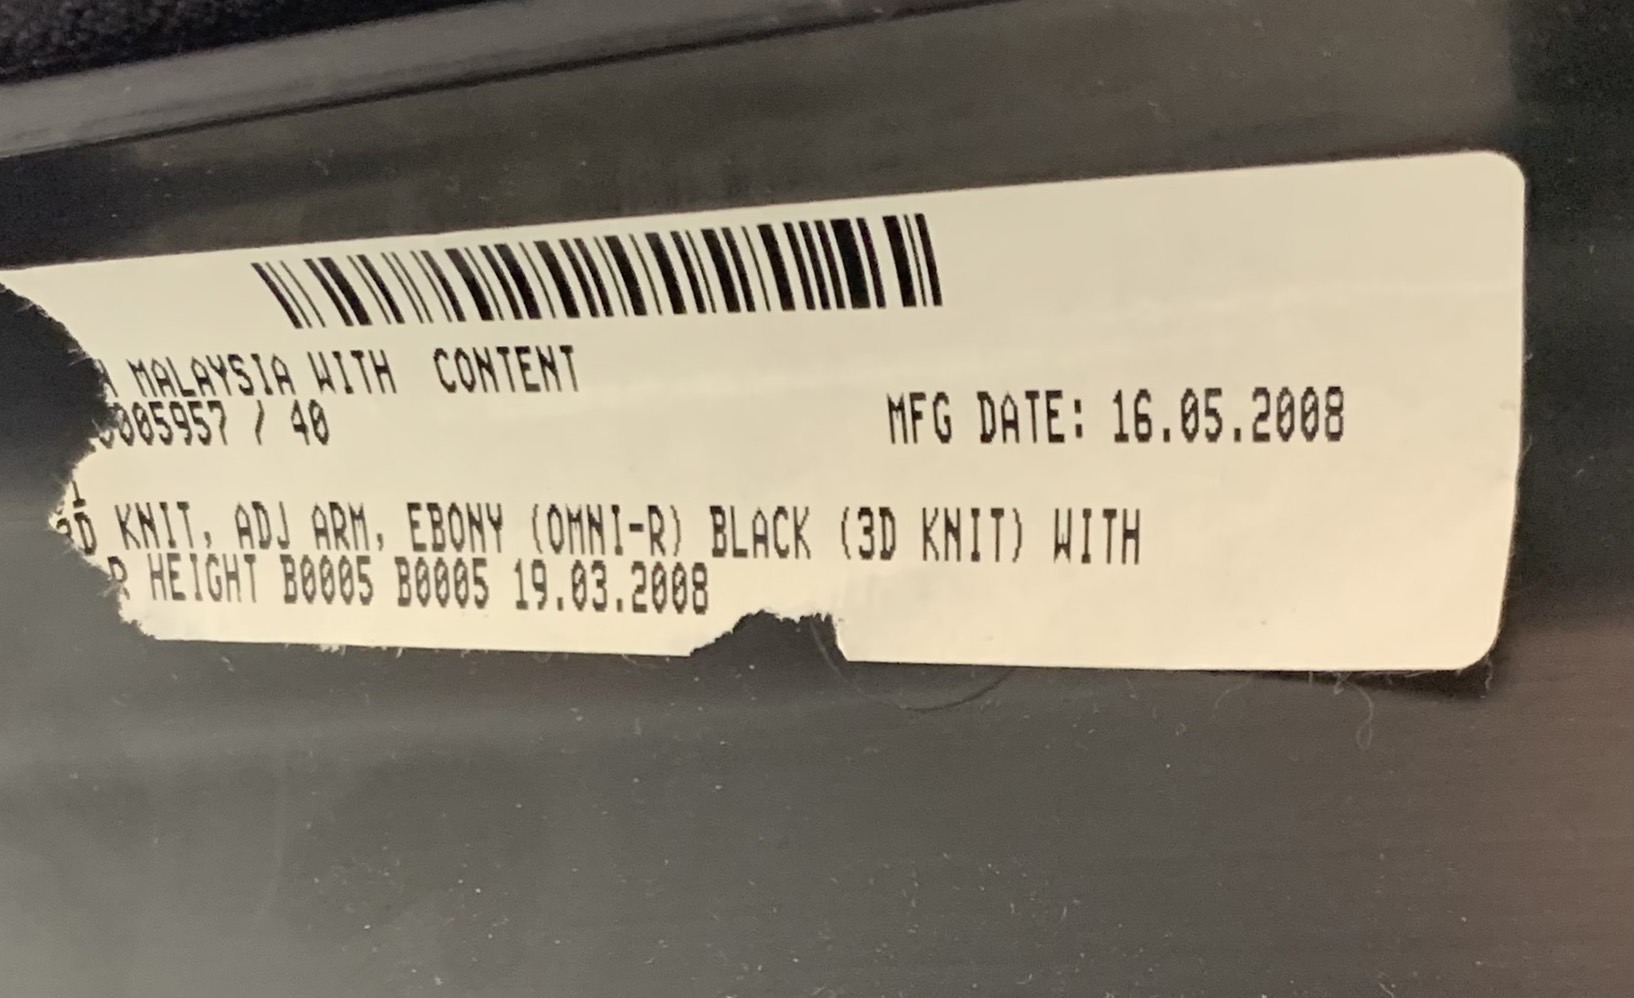 MALAYSIA WITH CONTENT
005957 / 40
MFG DATE: 16.05.2008
3D KNIT, ADJ ARM, EBONY (OMNI-R) BLACK (3D KNIT) WITH
R HEIGHT B0005 B0005 19.03.2008